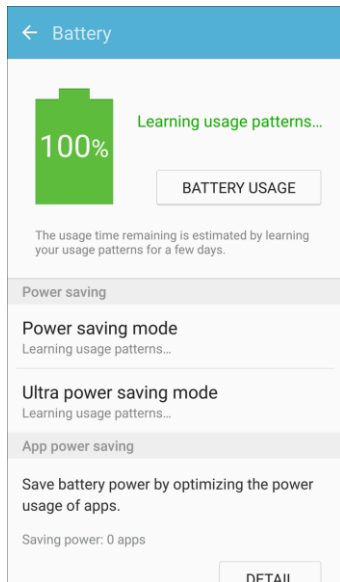 Battery
Learning usage patterns...
100%
BATTERY USAGE
The usage time remaining is estimated by learning
your usage patterns for a few days.
Power saving
Power saving mode
Learning usage patterns...
Ultra power saving mode
Learning usage patterns...
App power saving
Save battery power by optimizing the power
usage of apps.
Saving power: 0 apps
DETAIL